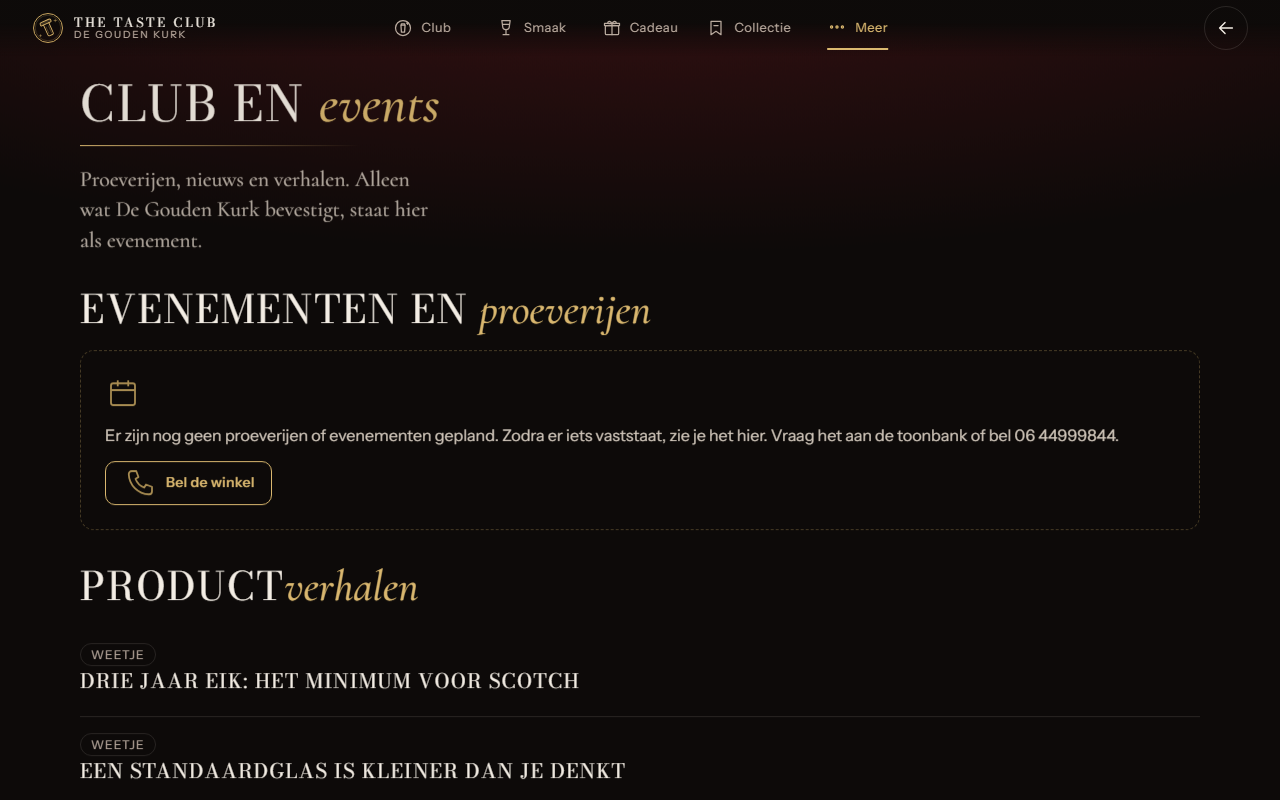 THE TASTE CLUB
DE GOUDEN KURK
Club
Smaak
Cadeau
Collectie
Meer
CLUB EN events
Proeverijen, nieuws en verhalen. Alleen
wat De Gouden Kurk bevestigt, staat hier
als evenement.
EVENEMENTEN EN proeverijen
Er zijn nog geen proeverijen of evenementen gepland. Zodra er iets vaststaat, zie je het hier. Vraag het aan de toonbank of bel 06 44999844.
Bel de winkel
PRODUCTverhalen
WEETJE
DRIE JAAR EIK: HET MINIMUM VOOR SCOTCH
WEETJE
EEN STANDAARDGLAS IS KLEINER DAN JE DENKT